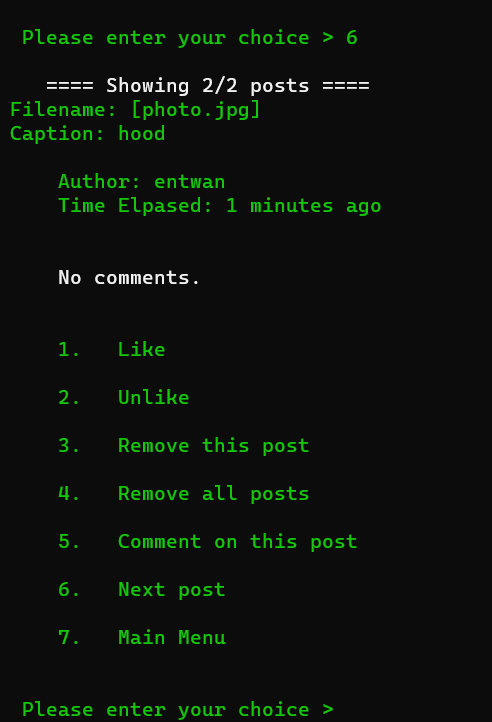 Please enter your choice > 6
==== Showing 2/2 posts ====
Filename: [photo.jpg]
Caption: hood
Author: entwan
Time Elpased: 1 minutes ago
No comments.
1. Like
2. Unlike
3. Remove this post
4. Remove all posts
5. Comment on this post
6. Next post
7. Main Menu
Please enter your choice >